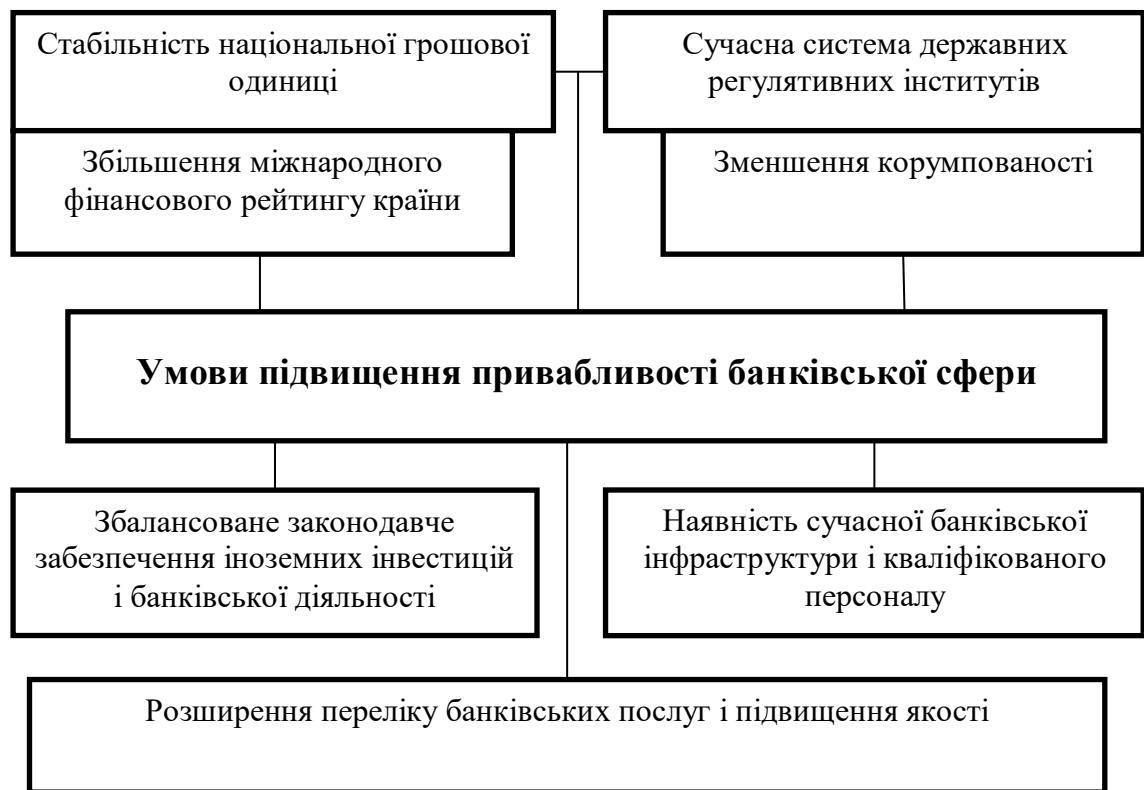 Стабільність національної грошової
одиниці
Сучасна система державних
регулятивних інститутів
Збільшення міжнародного
фінансового рейтингу країни
Зменшення корумпованості
Умови підвищення привабливості банківської сфери
Збалансоване законодавче
забезпечення іноземних інвестицій
і банківської діяльності
Наявність сучасної банківської
інфраструктури і кваліфікованого
персоналу
Розширення переліку банківських послуг і підвищення якості